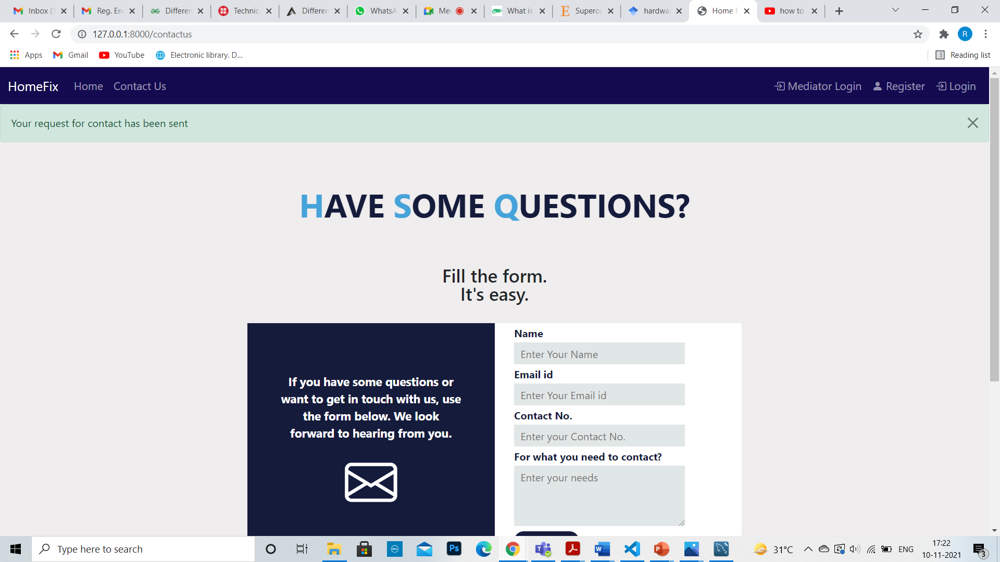 Inbox (1
Reg. En
Differen
Technic
Differen
WhatsA
Mee
What is
Superco
hardwa
Home F
how to
127.0.0.1:8000/contactus
R
Apps
Gmail
YouTube
Electronic library. D...
Reading list
HomeFix
Home
Contact Us
Mediator Login
Register
Login
Your request for contact has been sent
HAVE SOME QUESTIONS?
Fill the form.
It's easy.
If you have some questions or
want to get in touch with us, use
the form below. We look
forward to hearing from you.
Name
Enter Your Name
Email id
Enter Your Email id
Contact No.
Enter your Contact No.
For what you need to contact?
Enter your needs
Type here to search
31°C
ENG
17:22
10-11-2021
3